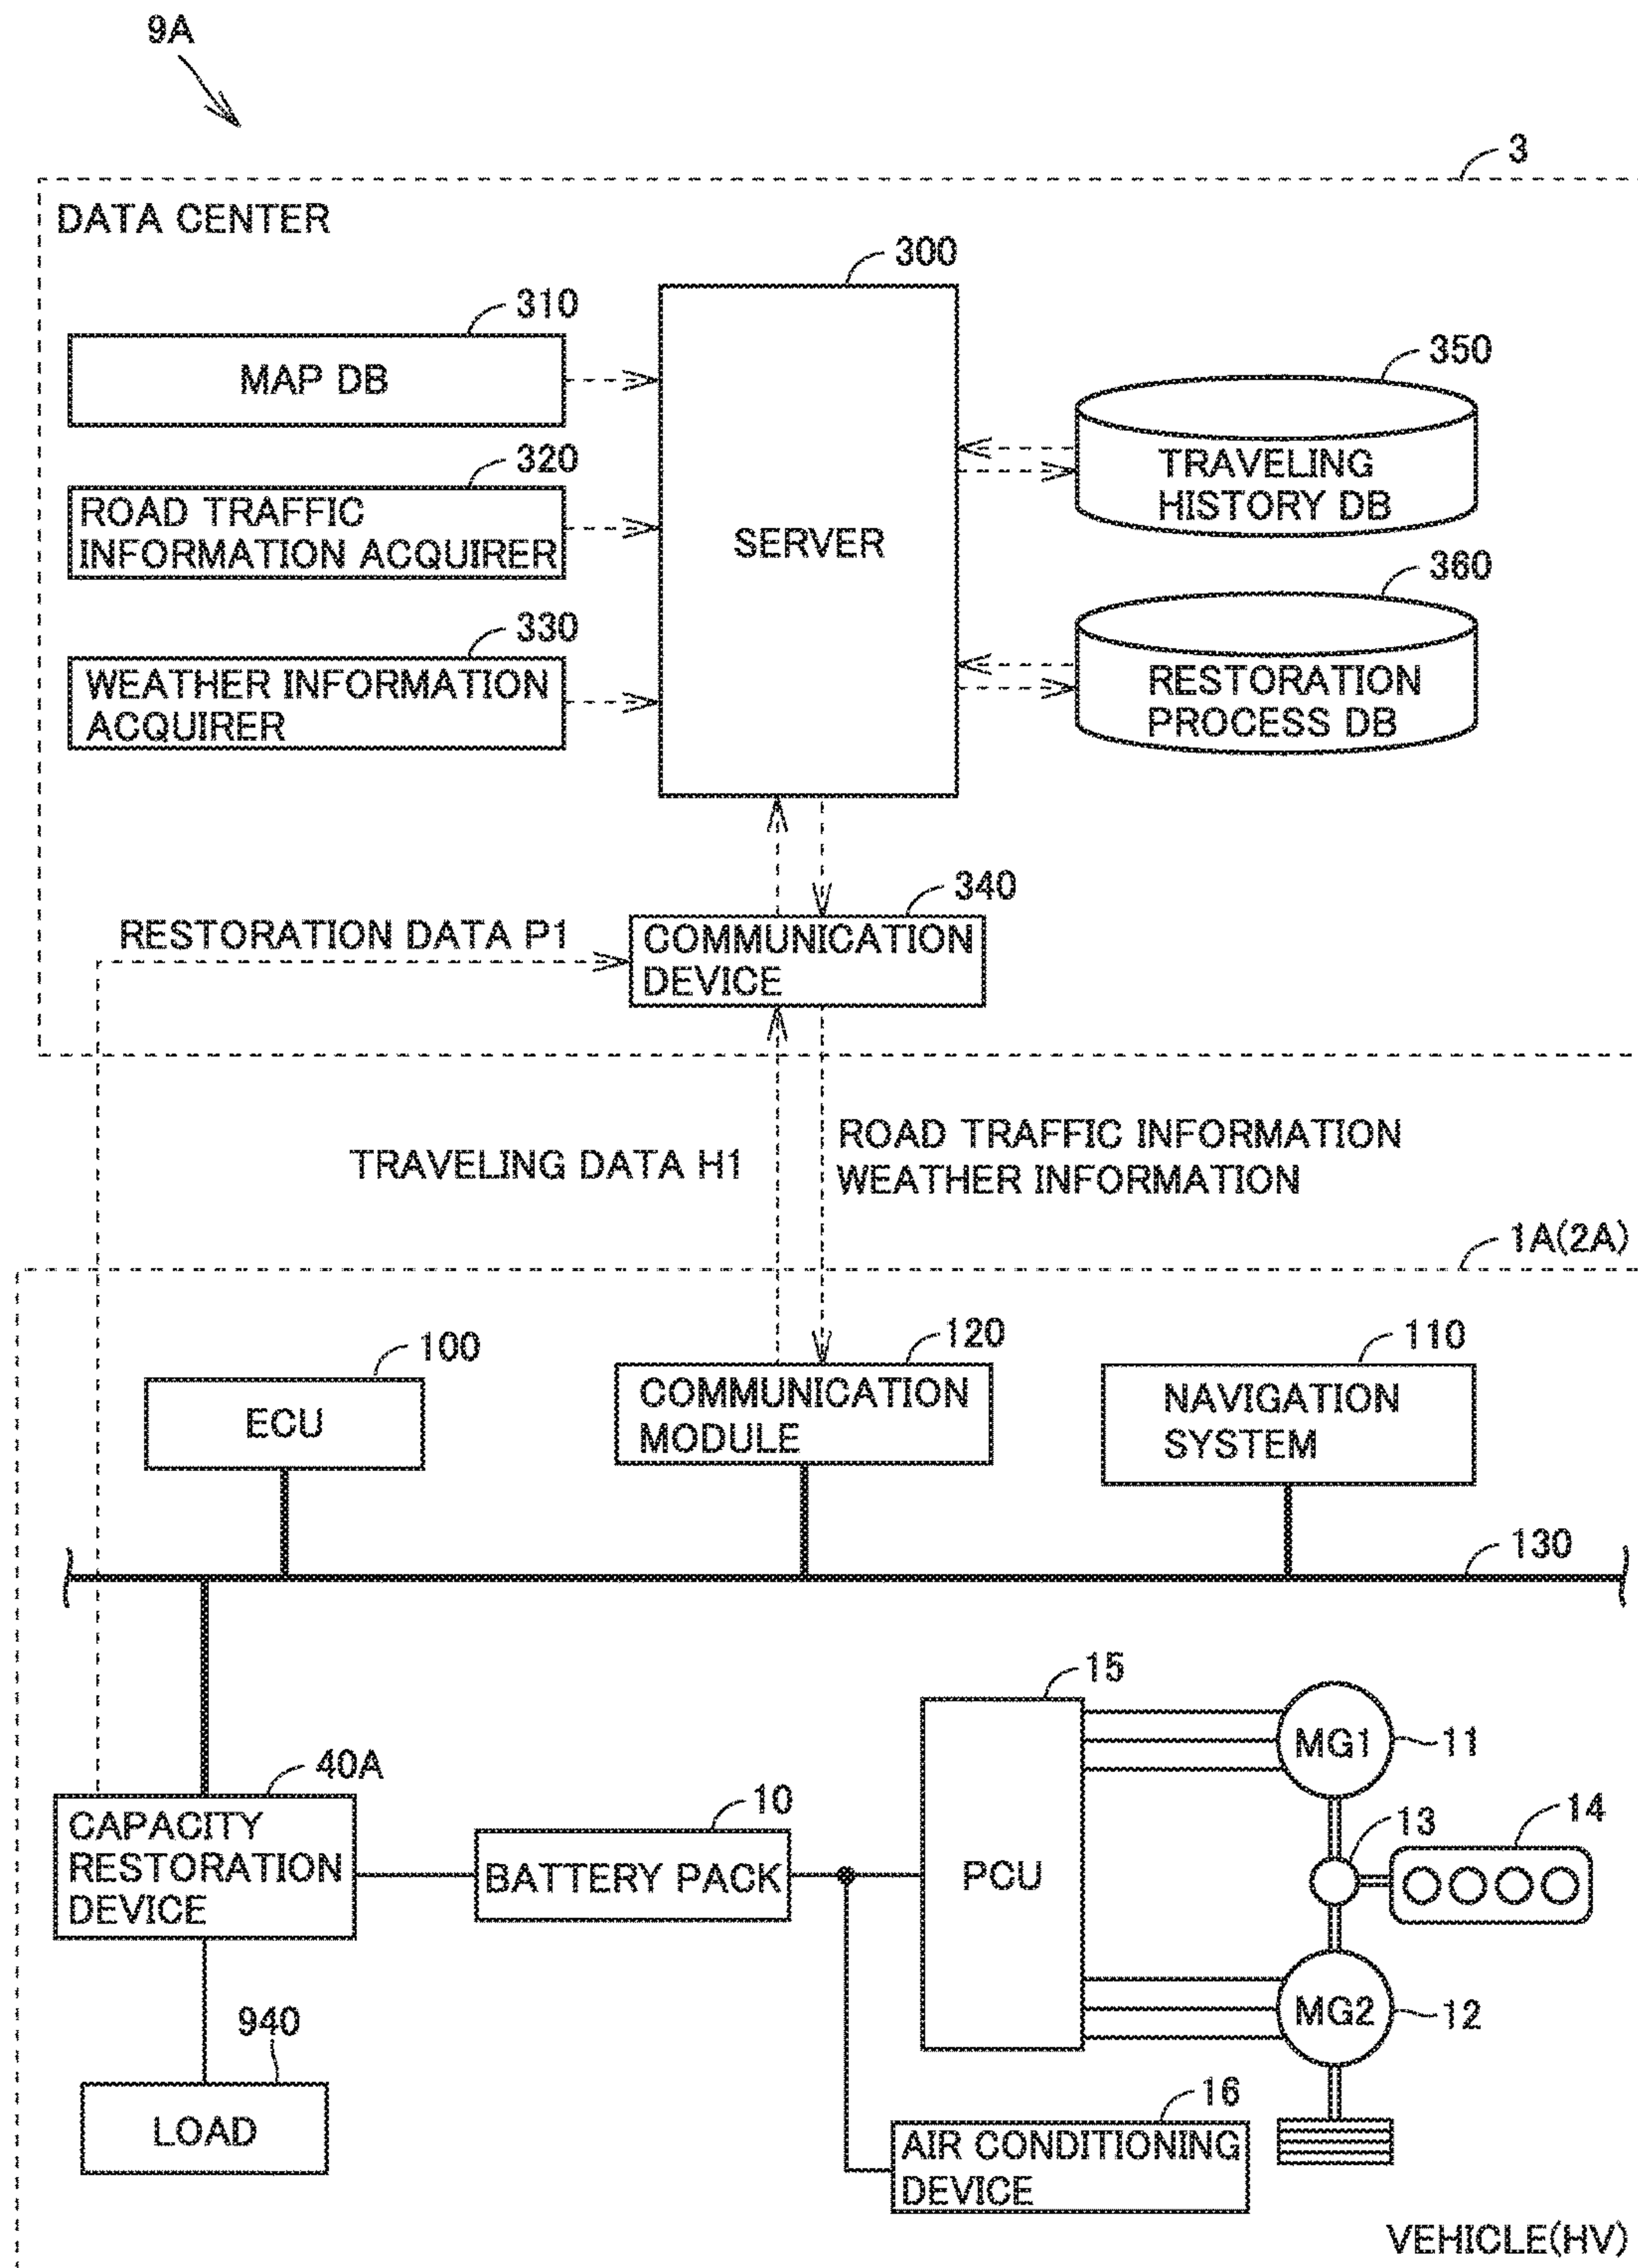 9A
3
DATA CENTER
300
310
MAP DB
350
320
ROAD TRAFFIC
INFORMATION ACQUIRER
TRAVELING
HISTORY DB
SERVER
360
330
WEATHER INFORMATION
ACQUIRER
RESTORATION
PROCESS DB
340
RESTORATION DATA P1
COMMUNICATION
DEVICE
TRAVELING DATA H1
ROAD TRAFFIC INFORMATION
WEATHER INFORMATION
1A(2A)
100
ECU
120
COMMUNICATION
MODULE
110
NAVIGATION
SYSTEM
130
15
PCU
MG1
11
40A
CAPACITY
RESTORATION
DEVICE
10
BATTERY PACK
13
14
MG2
12
940
LOAD
16
AIR CONDITIONING
DEVICE
VEHICLE(HV)